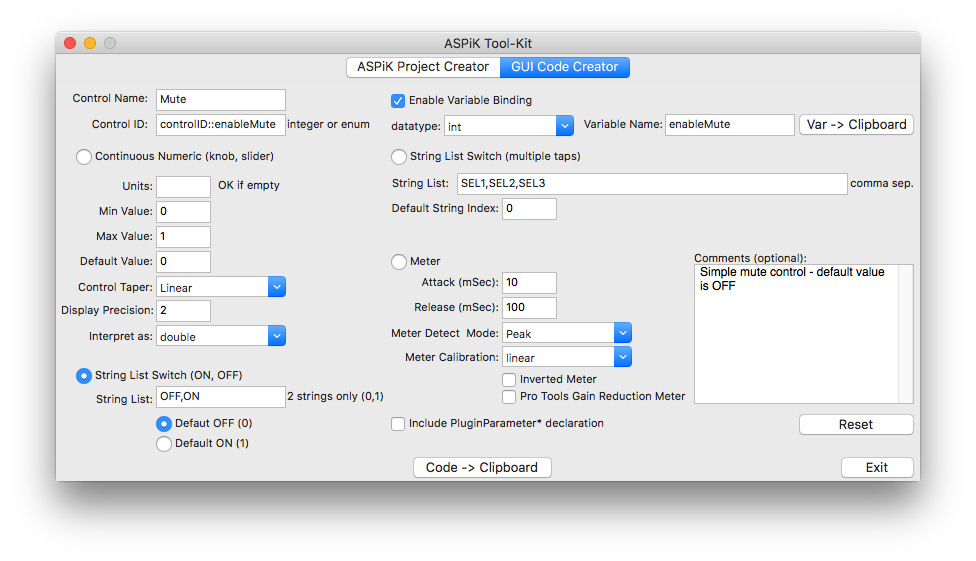 ASPiK Tool-Kit
ASPiK Project Creator GUI Code Creator
Control Name: Mute
Enable Variable Binding
Control ID: controlID::enableMute integer or enum
datatype: int Variable Name: enableMute Var -> Clipboard
Continuous Numeric (knob, slider)
String List Switch (multiple taps)
Units: OK if empty
String List: SEL1,SEL2,SEL3 comma sep.
Min Value: 0
Default String Index: 0
Max Value: 1
Default Value: 0
Meter
Comments (optional):
Simple mute control - default value
is OFF
Control Taper: Linear
Attack (mSec): 10
Display Precision: 2
Release (mSec): 100
Interpret as: double
Meter Detect Mode: Peak
Meter Calibration: linear
String List Switch (ON, OFF)
Inverted Meter
String List: OFF,ON 2 strings only (0,1)
Pro Tools Gain Reduction Meter
Defaut OFF (0)
Include PluginParameter* declaration
Reset
Default ON (1)
Code -> Clipboard
Exit